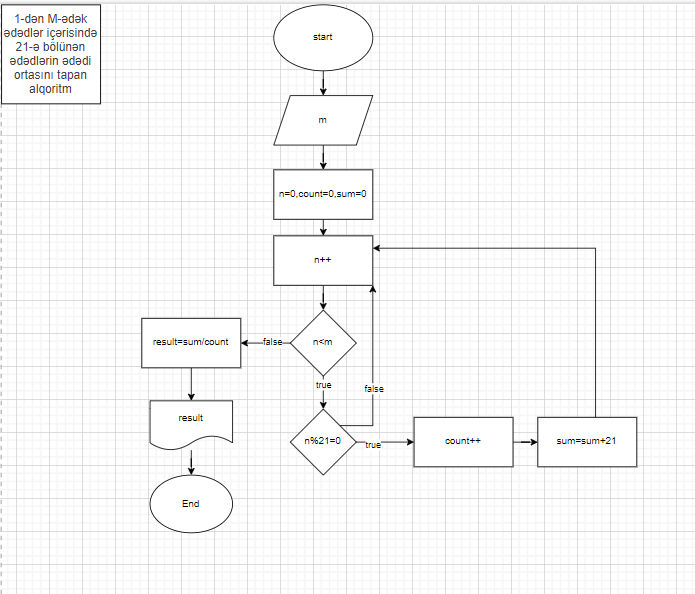 1-dən M-ədək
ədədlər içərisində
21-ə bölünən
ədədlərin ədədi
ortasını tapan
alqoritm
start
m
n=0,count=0,sum=0
n++
n<m
false
result=sum/count
true
false
result
n%21=0
true
count++
sum=sum+21
End